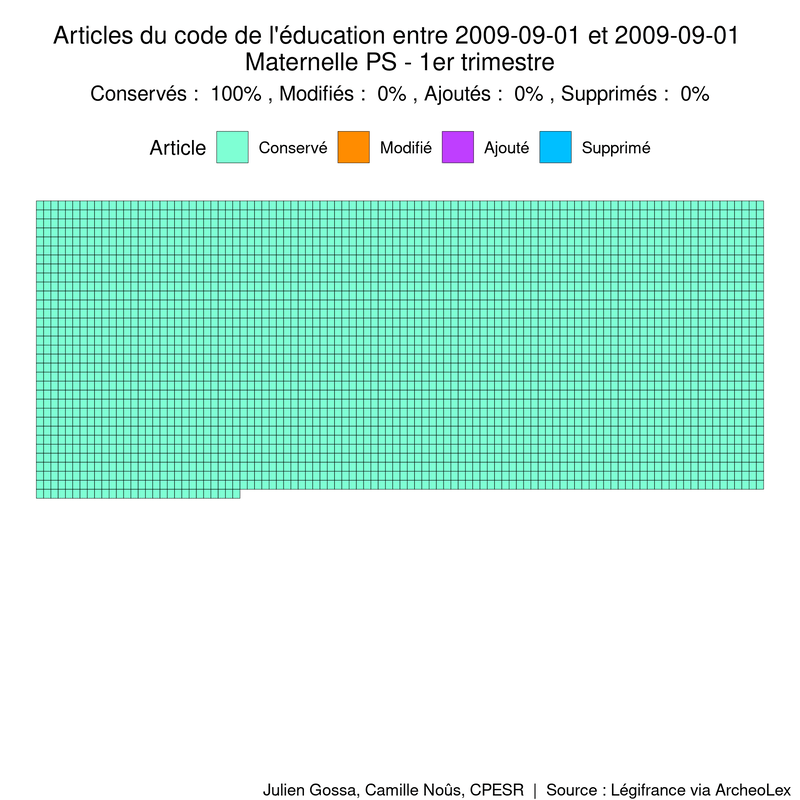 Articles du code de l'éducation entre 2009-09-01 et 2009-09-01
Maternelle PS - 1er trimestre
Conservés :  100% , Modifiés :  0% , Ajoutés :  0% , Supprimés :  0%
Article Conservé Modifié Ajouté Supprimé
Julien Gossa, Camille Noûs, CPESR  |  Source : Légifrance via ArcheoLex